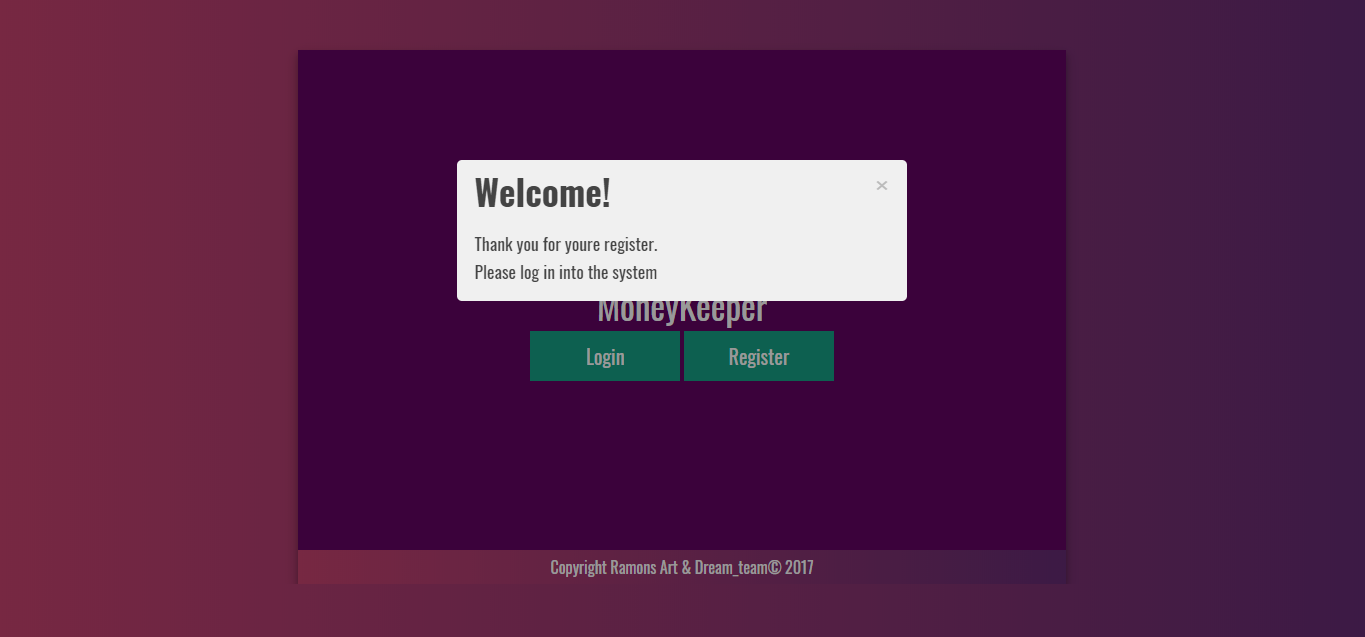 Welcome!
×
Thank you for youre register.
Please log in into the system
MoneyKeeper
Login
Register
Copyright Ramons Art & Dream_team© 2017